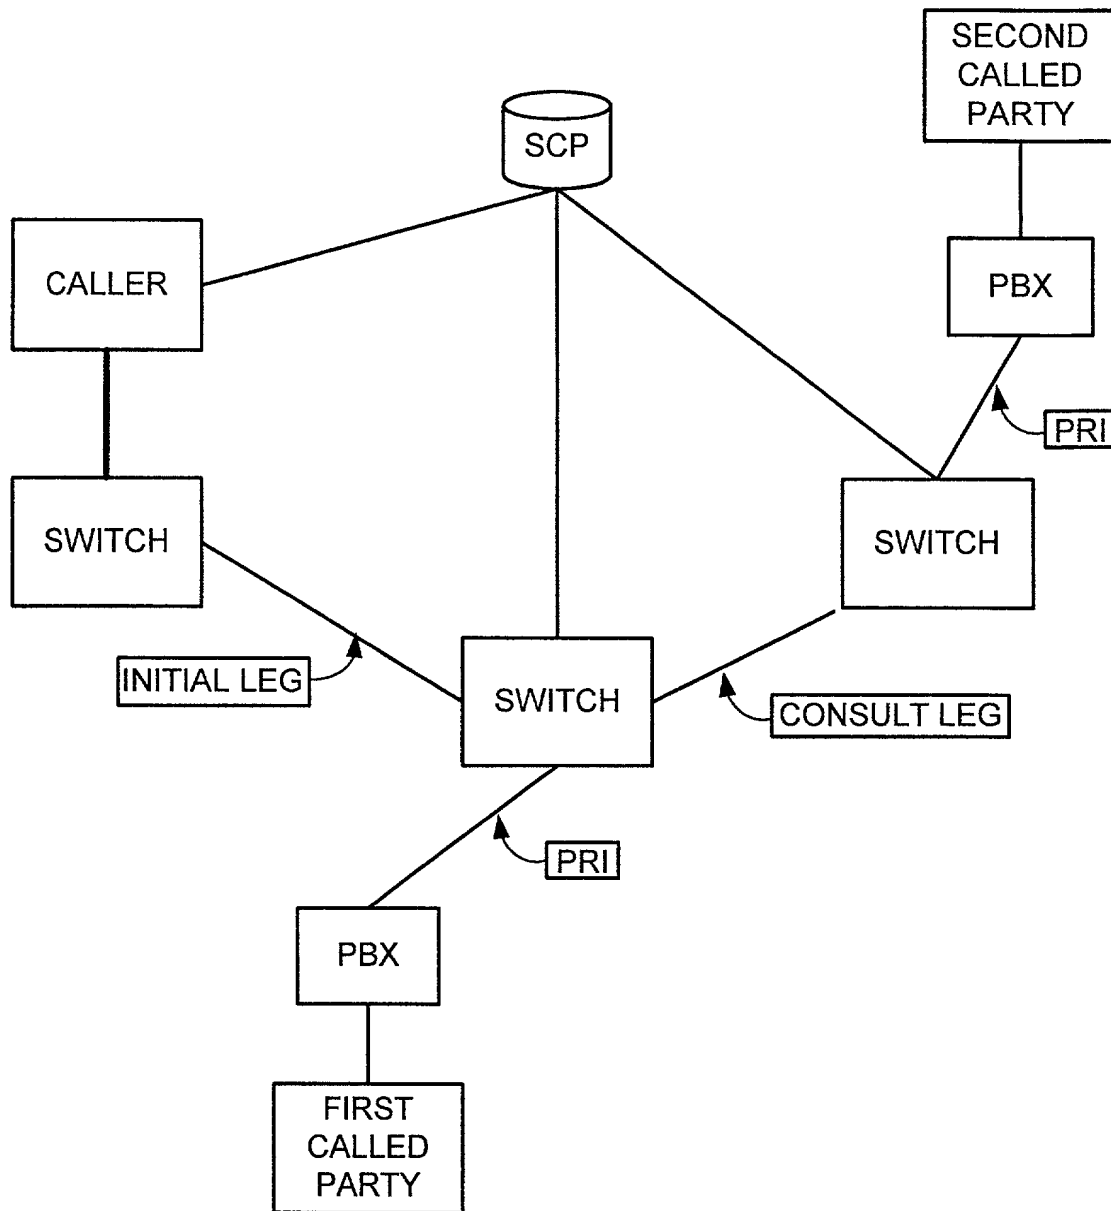 SECOND
CALLED
PARTY
SCP
CALLER
PBX
PRI
SWITCH
SWITCH
INITIAL LEG
SWITCH
CONSULT LEG
PRI
PBX
FIRST
CALLED
PARTY